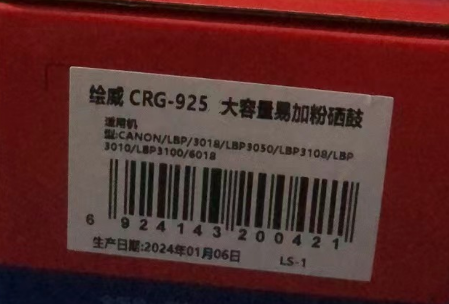 绘威 CRG-925 大容量易加粉硒鼓
适用机
型:CANON/LBP/3018/LBP3050/LBP3108/LBP
3010/LBP3100/6018
6 924143 200421
生产日期:2024年01月06日 LS-1